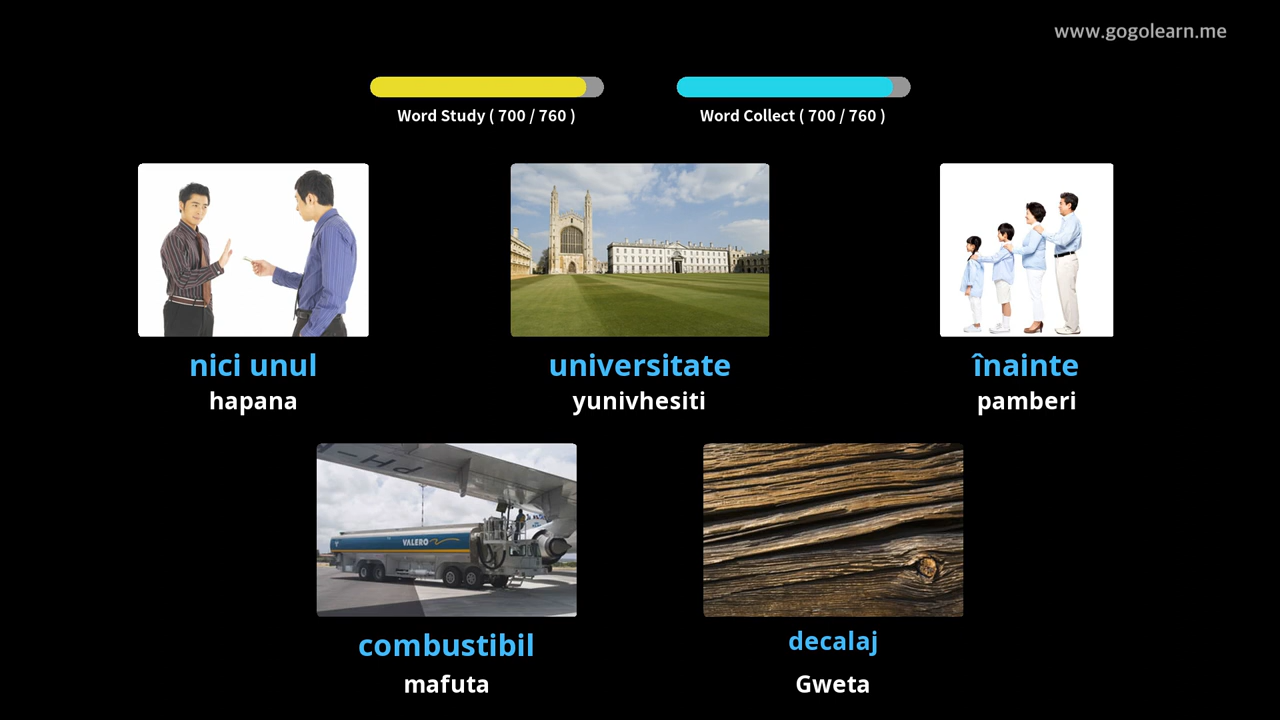 www.gogolearn.me
Word Study ( 700 / 760 )
Word Collect ( 700 / 760 )
nici unul
hapana
universitate
yunivhesiti
înainte
pamberi
PH-
VALERO
combustibil
mafuta
decalaj
Gweta